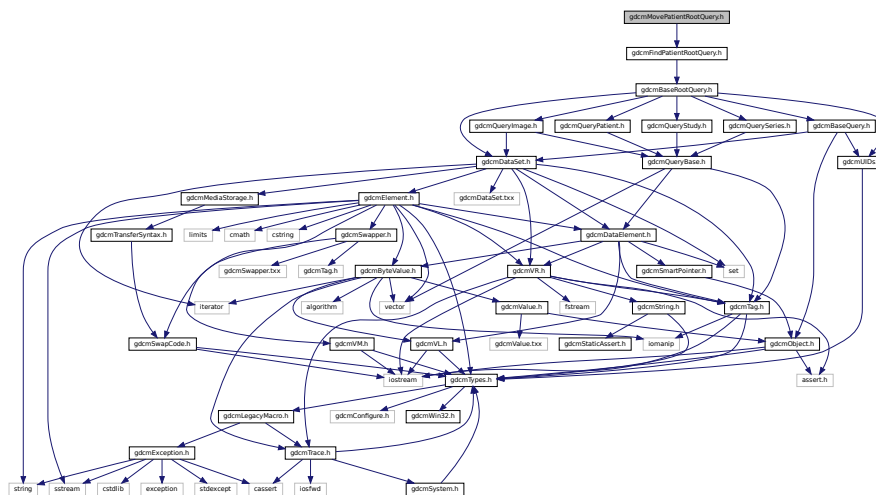 gdcmMovePatientRootQuery.h
gdcmFindPatientRootQuery.h
gdcmBaseRootQuery.h
gdcmQueryImage.h
gdcmQueryPatient.h
gdcmQueryStudy.h
gdcmQuerySeries.h
gdcmBaseQuery.h
gdcmDataSet.h
gdcmQueryBase.h
gdcmUIDs
gdcmMediaStorage.h
gdcmElement.h
gdcmDataSet.txx
gdcmTransferSyntax.h
limits
cmath
cstring
gdcmSwapper.h
gdcmDataElement.h
gdcmSwapper.txx
gdcmTag.h
gdcmByteValue.h
gdcmVR.h
gdcmSmartPointer.h
set
iterator
algorithm
vector
gdcmValue.h
fstream
gdcmString.h
gdcmTag.h
gdcmSwapCode.h
gdcmVM.h
gdcmVL.h
gdcmValue.txx
gdcmStaticAssert.h
iomanip
gdcmObject.h
iostream
gdcmTypes.h
assert.h
gdcmLegacyMacro.h
gdcmConfigure.h
gdcmWin32.h
gdcmException.h
gdcmTrace.h
string
sstream
cstdlib
exception
stdexcept
cassert
iosfwd
gdcmSystem.h